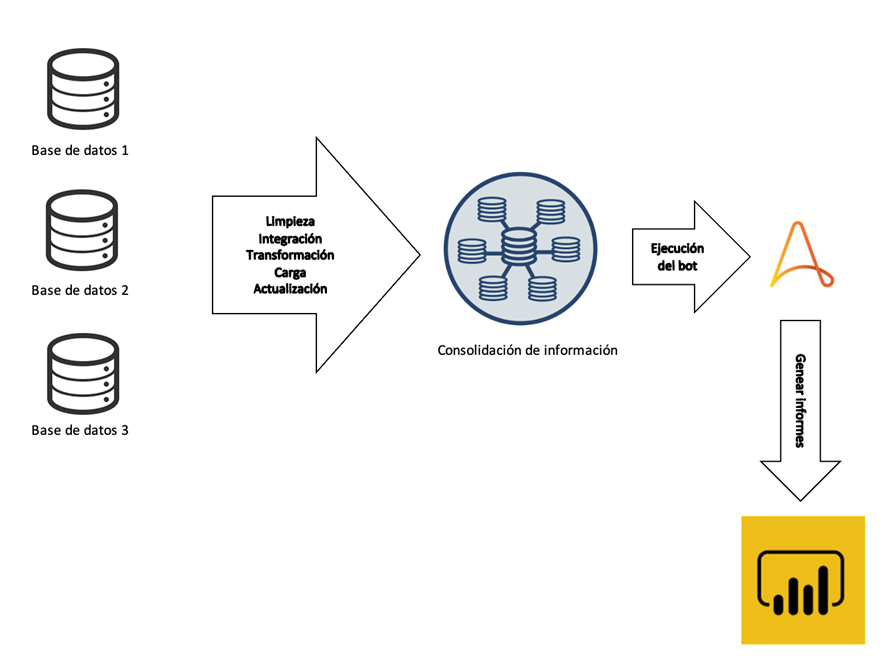 Base de datos 1
Base de datos 2
Base de datos 3
Limpieza
Integración
Transformación
Carga
Actualización
Consolidación de información
Ejecución
del bot
Genear informes